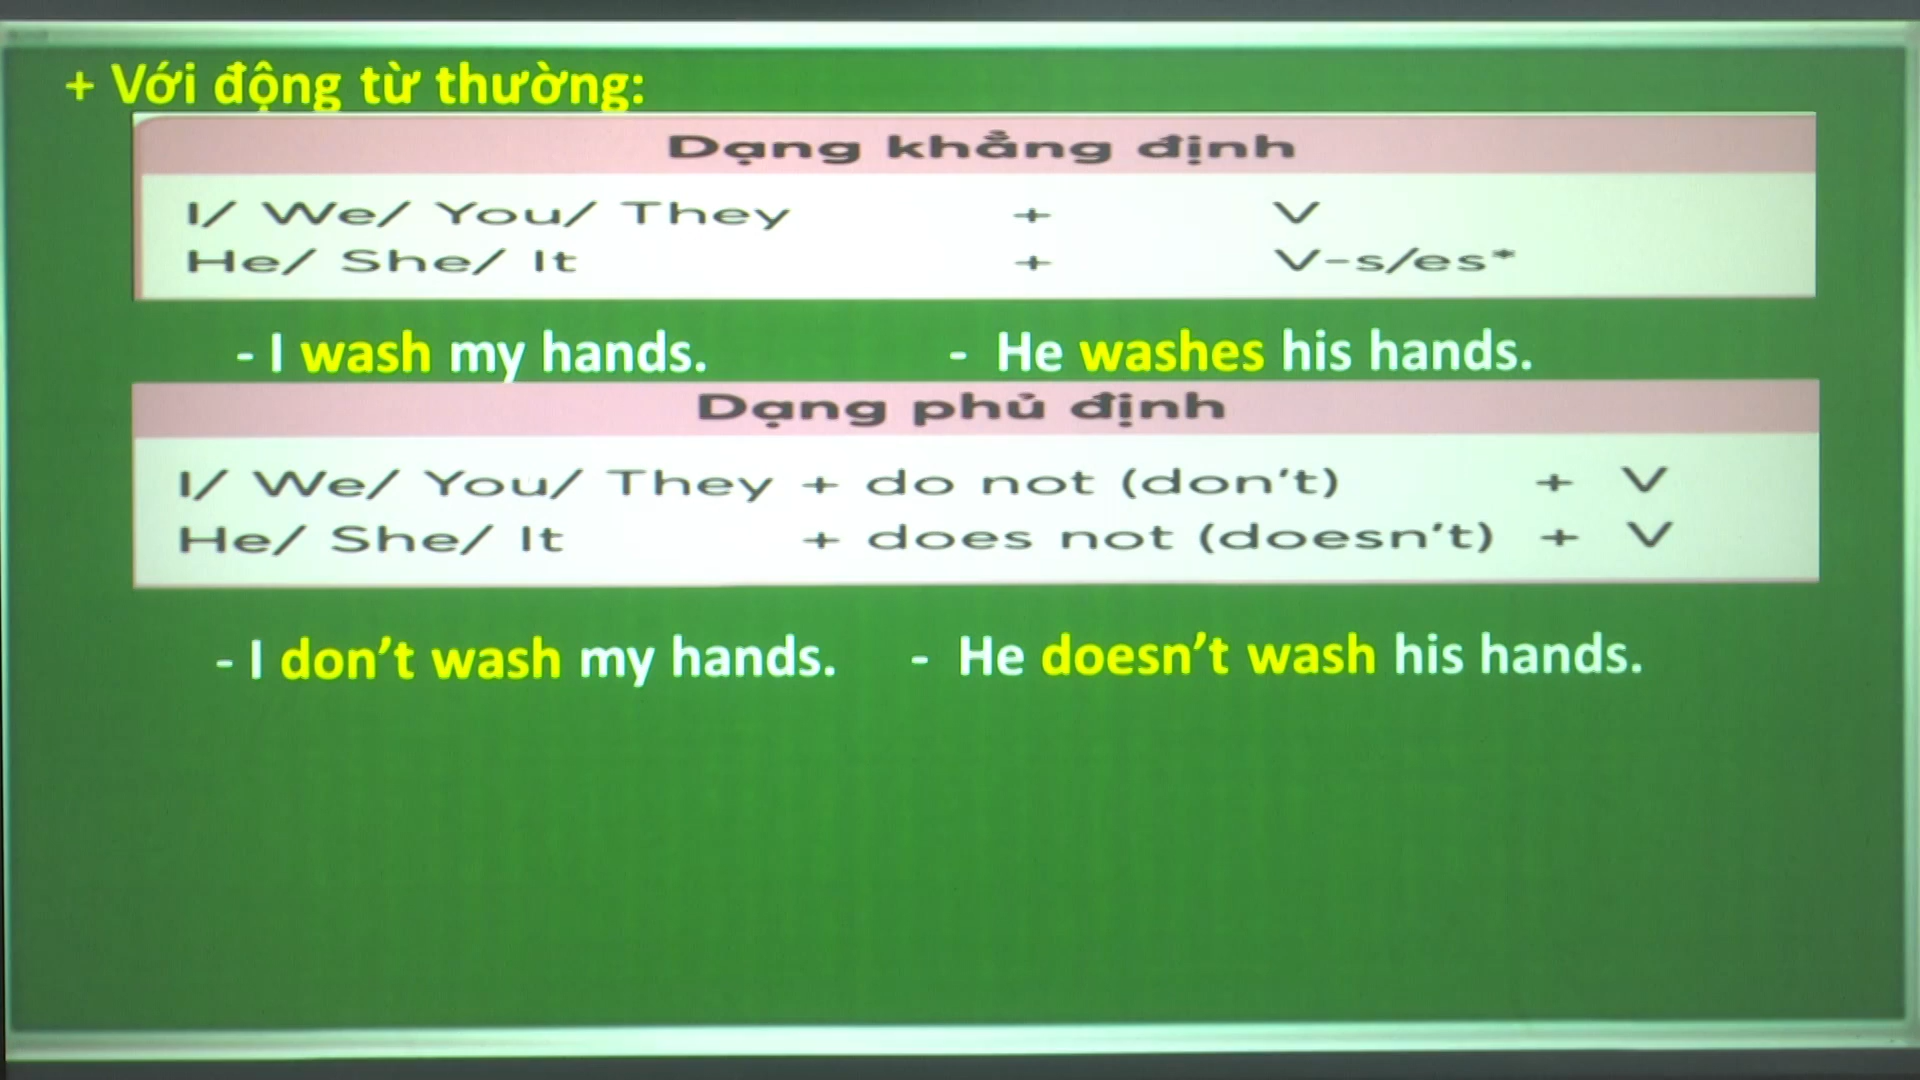 + Với động từ thường:
Dạng khẳng định
I/ We/ You/ They + V
He/ She/ It + V-s/es*
- I wash my hands. - He washes his hands.
Dạng phủ định
I/ We/ You/ They + do not (don’t) + V
He/ She/ It + does not (doesn’t) + V
- I don’t wash my hands. - He doesn’t wash his hands.